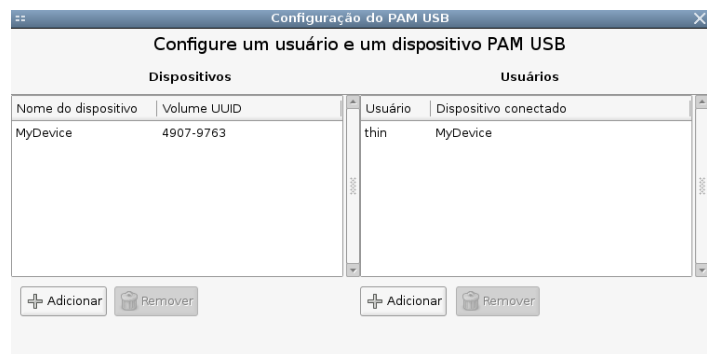 Configuração do PAM USB
Configure um usuário e um dispositivo PAM USB
Dispositivos
Usuários
Nome do dispositivo Volume UUID
Usuário Dispositivo conectado
MyDevice 4907-9763
thin MyDevice
Adicionar Remover
Adicionar Remover